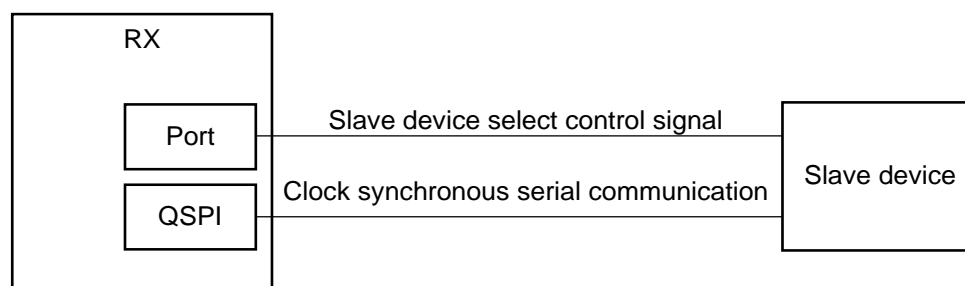 RX
Port
Slave device select control signal
QSPI
Clock synchronous serial communication
Slave device